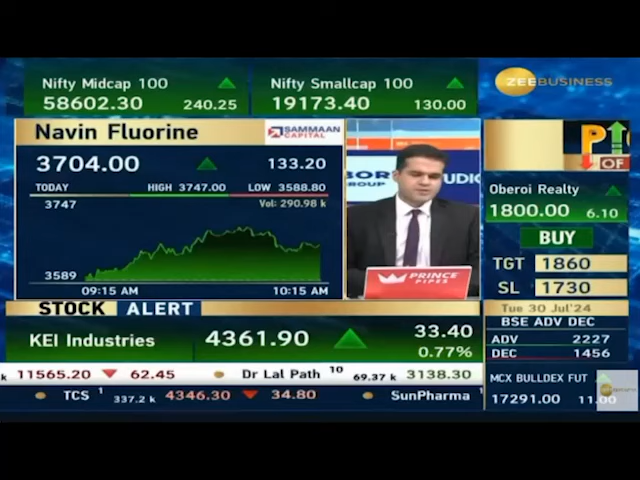 Nifty Midcap 100
58602.30 240.25
Nifty Smallcap 100
19173.40 130.00
ZEEBUSINESS
Navin Fluorine
SAMMAAN
CAPITAL
3704.00 133.20
TODAY HIGH 3747.00 LOW 3588.80
3747 Vol: 290.98 k
3589
09:15 AM 10:15 AM
BOR
GROUP
UDIO
PRINCE
PIPES
P
OF
Oberoi Realty
1800.00 6.10
BUY
TGT 1860
SL 1730
Tue 30 Jul'24
BSE ADV DEC
ADV 2227
DEC 1456
MCX BULLDEX FUT
17291.00 11.00
STOCK ALERT
KEI Industries 4361.90 33.40
0.77%
k 11565.20 62.45 Dr Lal Path 10 69.37 k 3138.30
TCS 337.2 k 4346.30 34.80 SunPharma